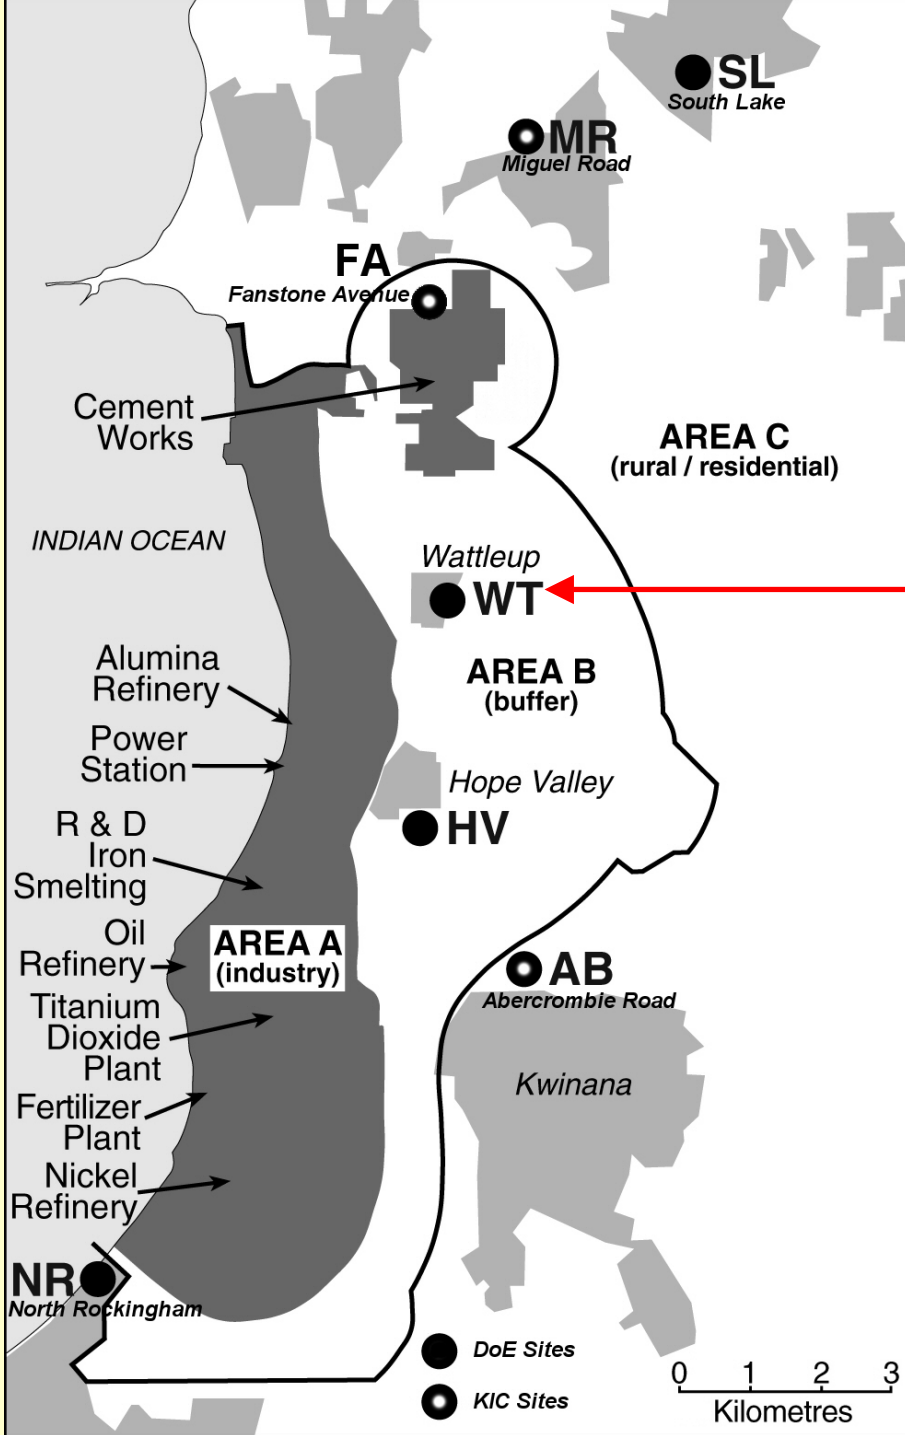 SL
South Lake
MR
Miguel Road
FA
Fanstone Avenue
Cement
Works
AREA C
(rural / residential)
INDIAN OCEAN
Wattleup
WT
Alumina
Refinery
AREA B
(buffer)
Power
Station
Hope Valley
HV
R & D
Iron
Smelting
Oil
Refinery
AREA A
(industry)
AB
Abercrombie Road
Titanium
Dioxide
Plant
Kwinana
Fertilizer
Plant
Nickel
Refinery
NR
North Rockingham
DoE Sites
KIC Sites
0 1 2 3
Kilometres